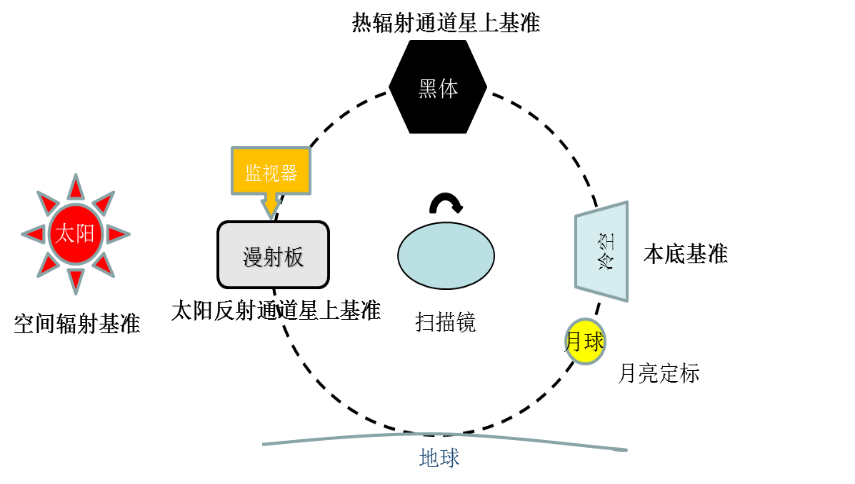 热辐射通道星上基准
黑体
监视器
太阳
漫射板
冷空
本底基准
太阳反射通道星上基准
空间辐射基准
扫描镜
月球
月亮定标
地球